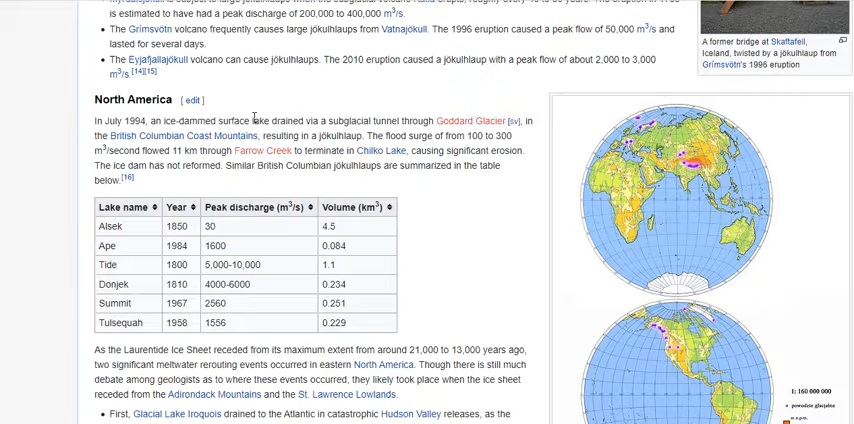 is estimated to have had a peak discharge of 200,000 to 400,000 m³/s.
The Grímsvötn volcano frequently causes large jökulhlaups from Vatnajökull. The 1996 eruption caused a peak flow of 50,000 m³/s and
lasted for several days.
The Eyjafjallajökull volcano can cause jökulhlaups. The 2010 eruption caused a jökulhlaup with a peak flow of about 2,000 to 3,000
m³/s.[14][15]
A former bridge at Skaftafell,
Iceland, twisted by a jökulhlaup from
Grímsvötn's 1996 eruption
North America [ edit ]
In July 1994, an ice-dammed surface lake drained via a subglacial tunnel through Goddard Glacier [sv], in
the British Columbian Coast Mountains, resulting in a jökulhlaup. The flood surge of from 100 to 300
m³/second flowed 11 km through Farrow Creek to terminate in Chilko Lake, causing significant erosion.
The ice dam has not reformed. Similar British Columbian jökulhlaups are summarized in the table
below.[16]
Lake name Year Peak discharge (m³/s) Volume (km³)
Alsek 1850 30 4.5
Ape 1984 1600 0.084
Tide 1800 5,000-10,000 1.1
Donjek 1810 4000-6000 0.234
Summit 1967 2560 0.251
Tulsequah 1958 1556 0.229
As the Laurentide Ice Sheet receded from its maximum extent from around 21,000 to 13,000 years ago,
two significant meltwater rerouting events occurred in eastern North America. Though there is still much
debate among geologists as to where these events occurred, they likely took place when the ice sheet
receded from the Adirondack Mountains and the St. Lawrence Lowlands.
First, Glacial Lake Iroquois drained to the Atlantic in catastrophic Hudson Valley releases, as the
1: 160 000 000
powodzie glacjalne